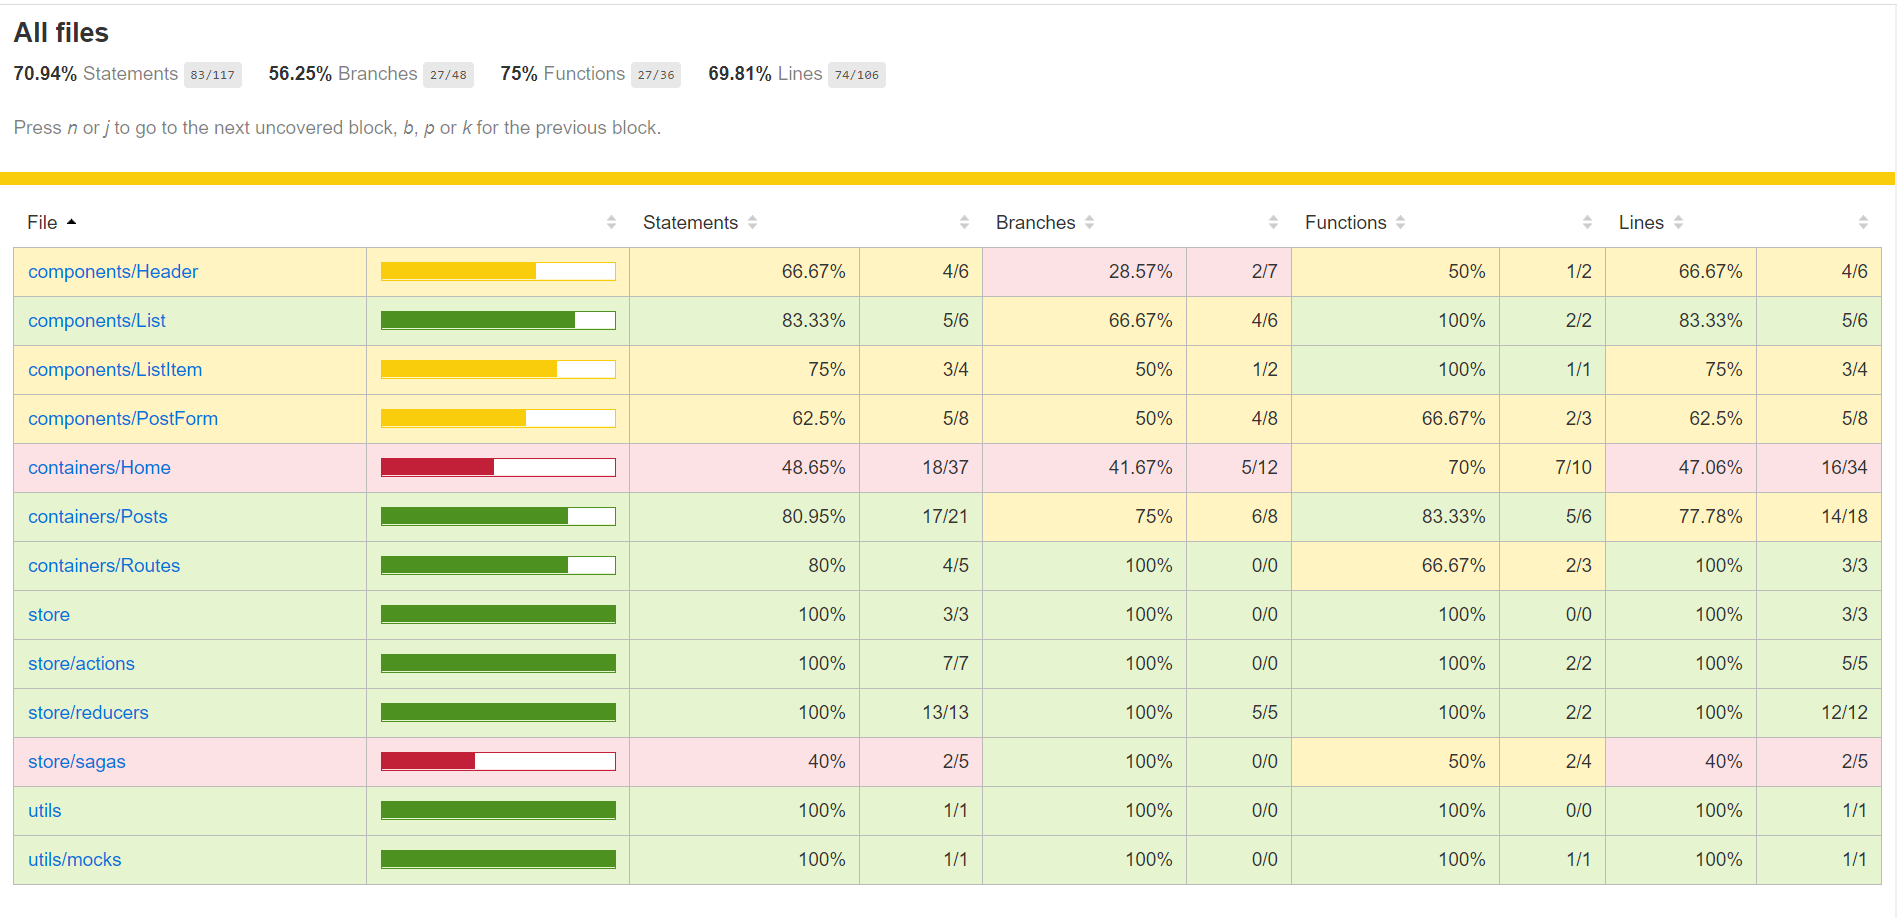 All files
70.94% Statements 83/117 56.25% Branches 27/48 75% Functions 27/36 69.81% Lines 74/106
Press n or j to go to the next uncovered block, b, p or k for the previous block.
File Statements Branches Functions Lines
components/Header 66.67% 4/6 28.57% 2/7 50% 1/2 66.67% 4/6
components/List 83.33% 5/6 66.67% 4/6 100% 2/2 83.33% 5/6
components/ListItem 75% 3/4 50% 1/2 100% 1/1 75% 3/4
components/PostForm 62.5% 5/8 50% 4/8 66.67% 2/3 62.5% 5/8
containers/Home 48.65% 18/37 41.67% 5/12 70% 7/10 47.06% 16/34
containers/Posts 80.95% 17/21 75% 6/8 83.33% 5/6 77.78% 14/18
containers/Routes 80% 4/5 100% 0/0 66.67% 2/3 100% 3/3
store 100% 3/3 100% 0/0 100% 0/0 100% 3/3
store/actions 100% 7/7 100% 0/0 100% 2/2 100% 5/5
store/reducers 100% 13/13 100% 5/5 100% 2/2 100% 12/12
store/sagas 40% 2/5 100% 0/0 50% 2/4 40% 2/5
utils 100% 1/1 100% 0/0 100% 0/0 100% 1/1
utils/mocks 100% 1/1 100% 0/0 100% 1/1 100% 1/1